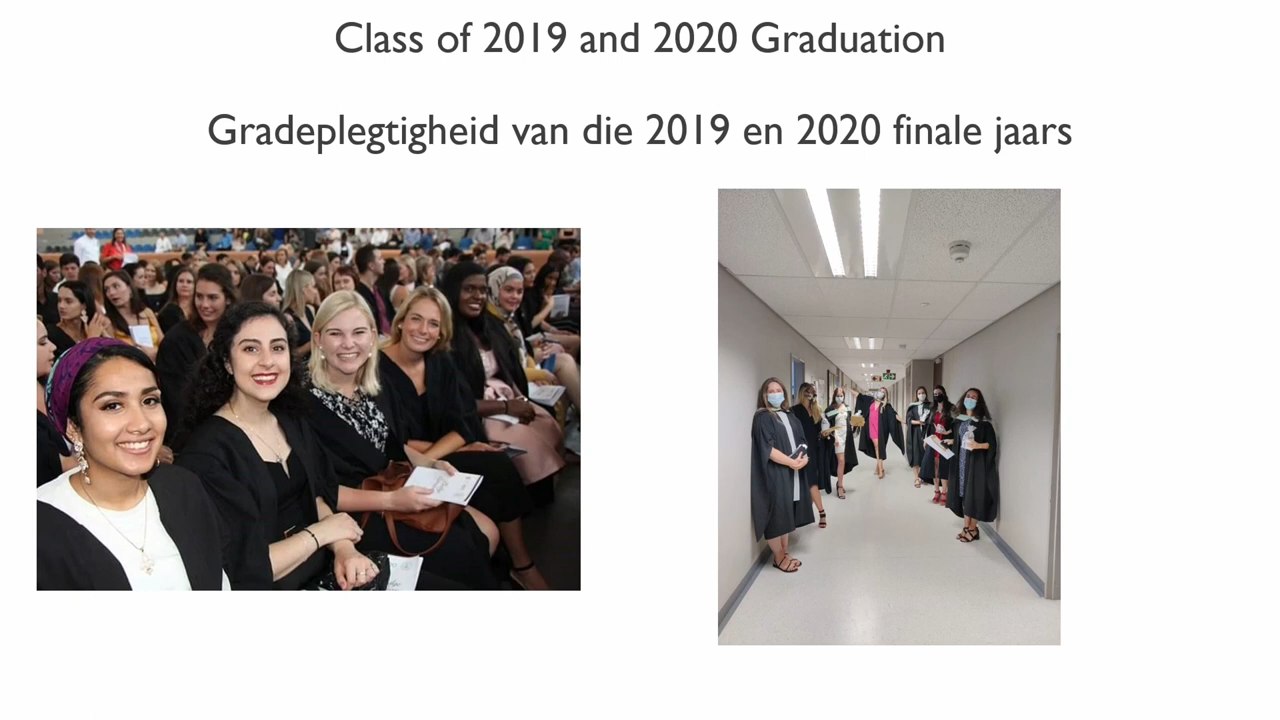 Class of 2019 and 2020 Graduation
Gradeplegtigheid van die 2019 en 2020 finale jaars